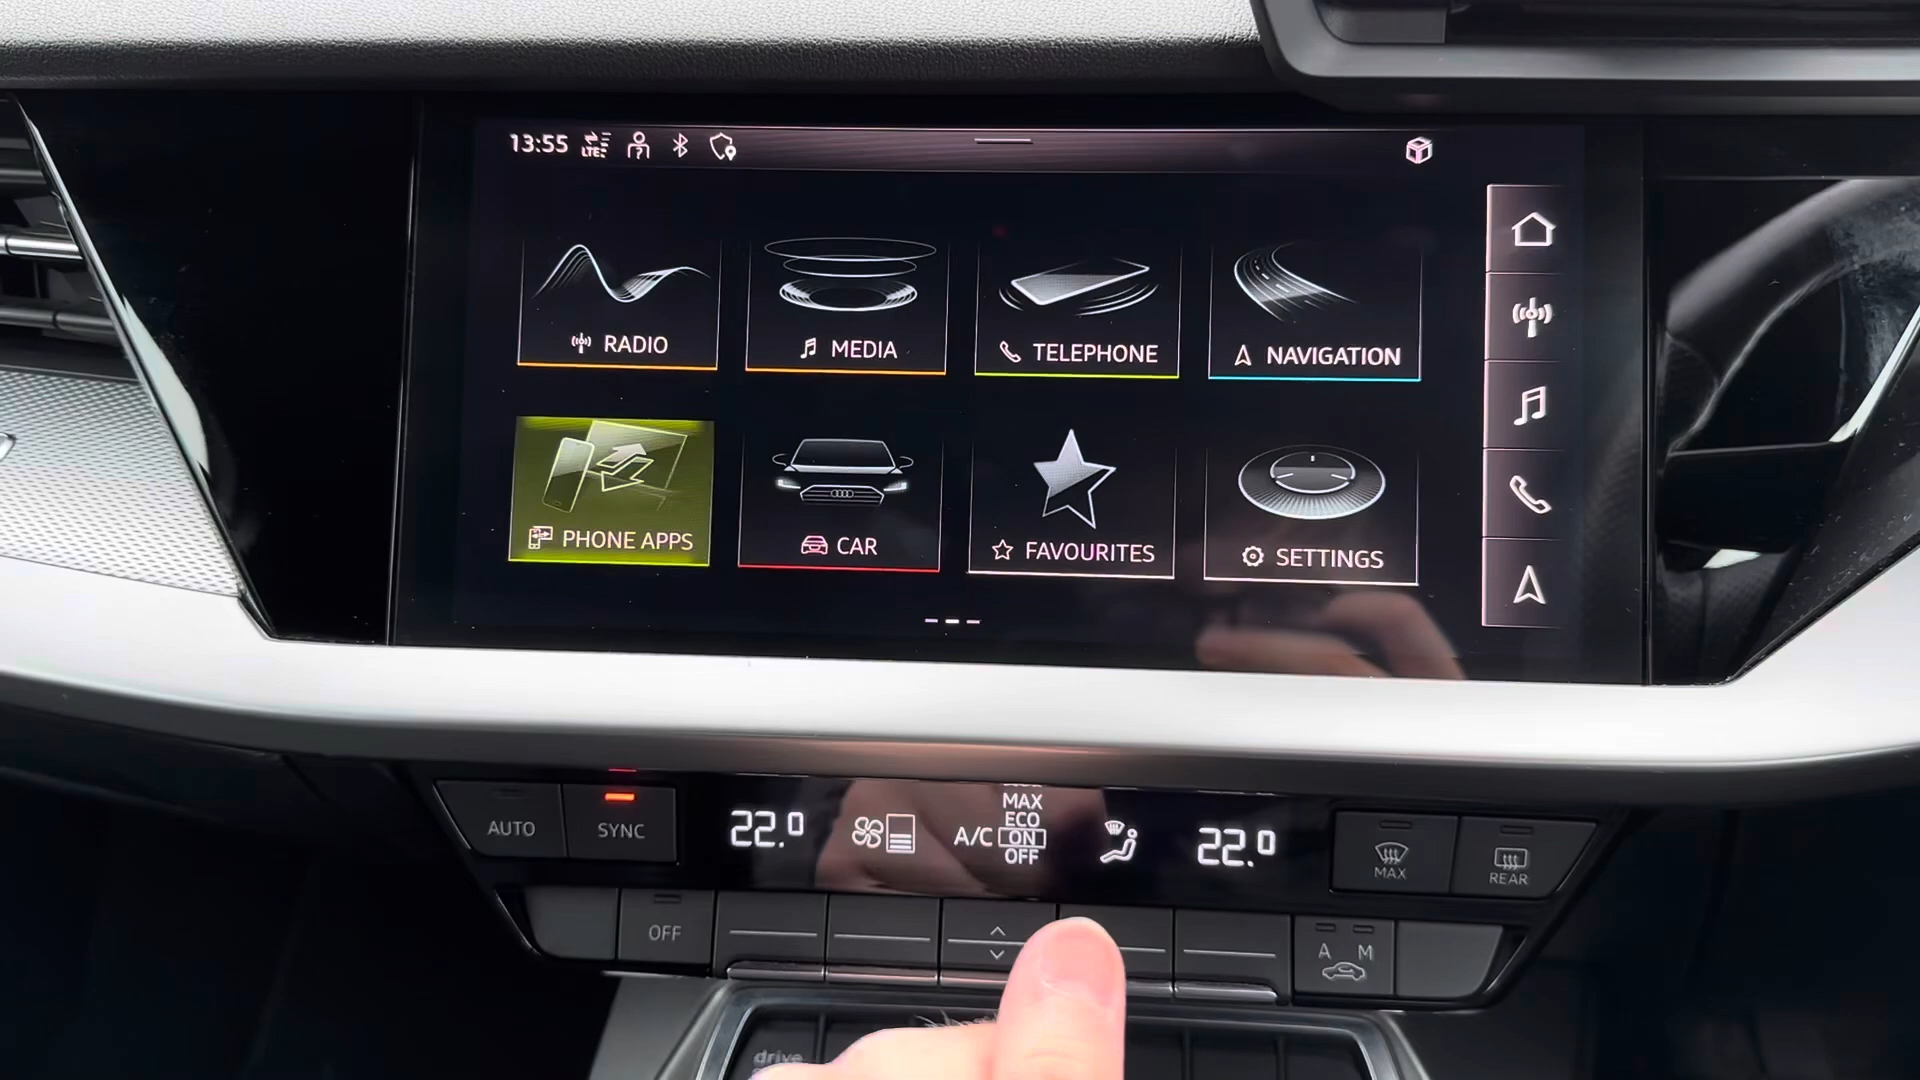 13:55 LTE
RADIO
MEDIA
TELEPHONE
NAVIGATION
PHONE APPS
CAR
FAVOURITES
SETTINGS
AUTO
SYNC
22.0
A/C
MAX
ECO
ON
OFF
22.0
MAX
REAR
OFF
A M
drive